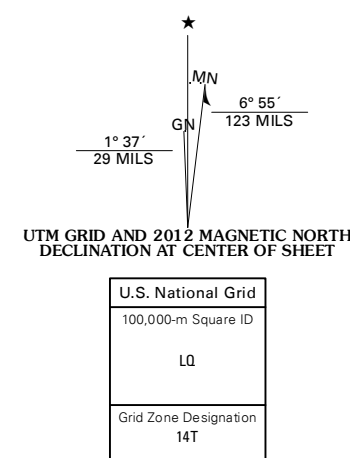 ★
MN
GN
6° 55´
123 MILS
1° 37´
29 MILS
UTM GRID AND 2012 MAGNETIC NORTH
DECLINATION AT CENTER OF SHEET
U.S. National Grid
100,000-m Square ID
LQ
Grid Zone Designation
14T